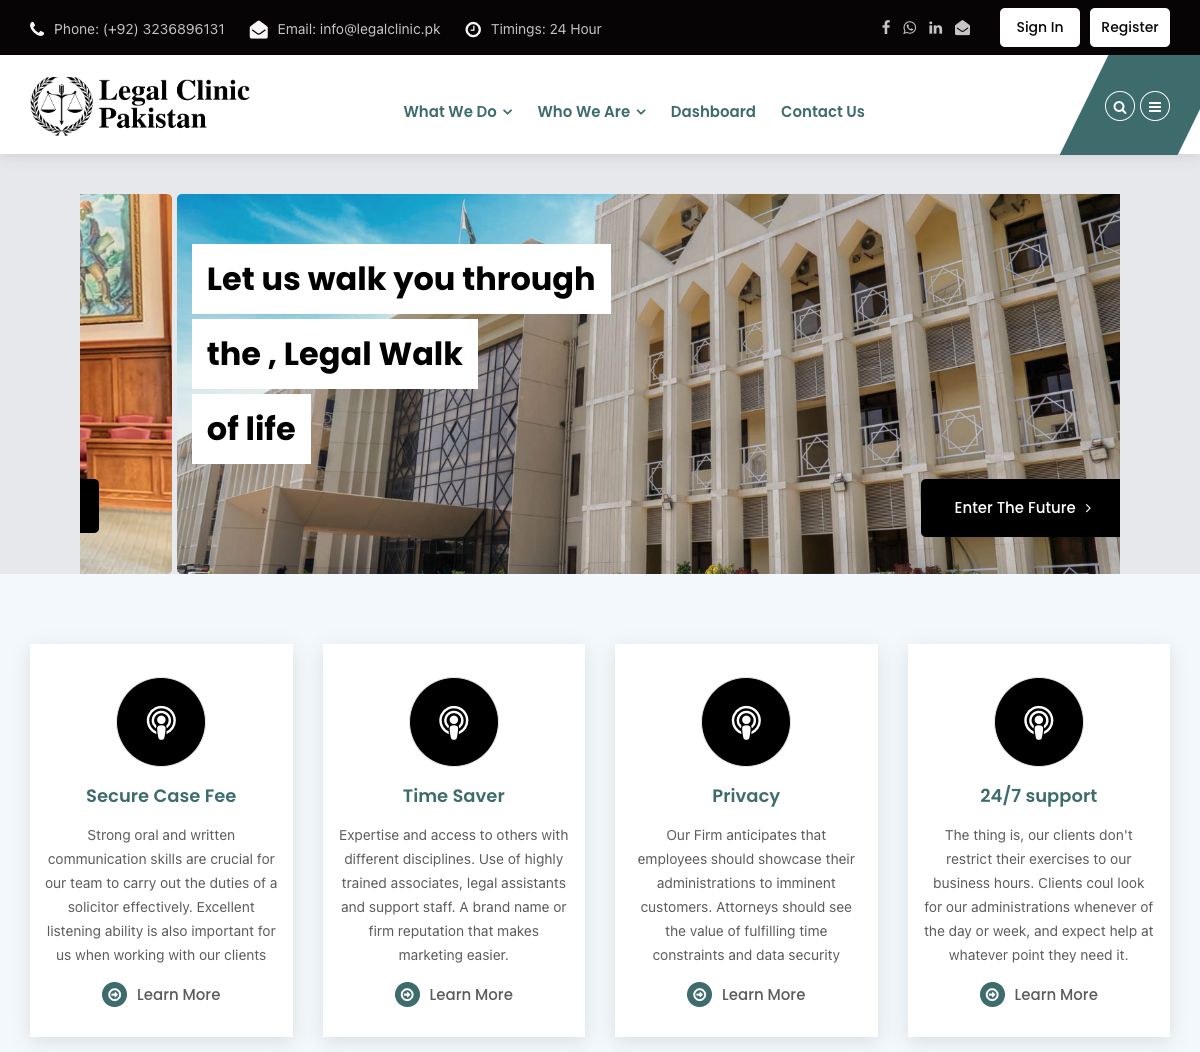 Phone: (+92) 3236896131
Email: info@legalclinic.pk
Timings: 24 Hour
Sign In
Register
Legal Clinic
Pakistan
What We Do
Who We Are
Dashboard
Contact Us
Let us walk you through
the , Legal Walk
of life
Enter The Future
Secure Case Fee
Strong oral and written
communication skills are crucial for
our team to carry out the duties of a
solicitor effectively. Excellent
listening ability is also important for
us when working with our clients
Learn More
Time Saver
Expertise and access to others with
different disciplines. Use of highly
trained associates, legal assistants
and support staff. A brand name or
firm reputation that makes
marketing easier.
Learn More
Privacy
Our Firm anticipates that
employees should showcase their
administrations to imminent
customers. Attorneys should see
the value of fulfilling time
constraints and data security
Learn More
24/7 support
The thing is, our clients don't
restrict their exercises to our
business hours. Clients coul look
for our administrations whenever of
the day or week, and expect help at
whatever point they need it.
Learn More